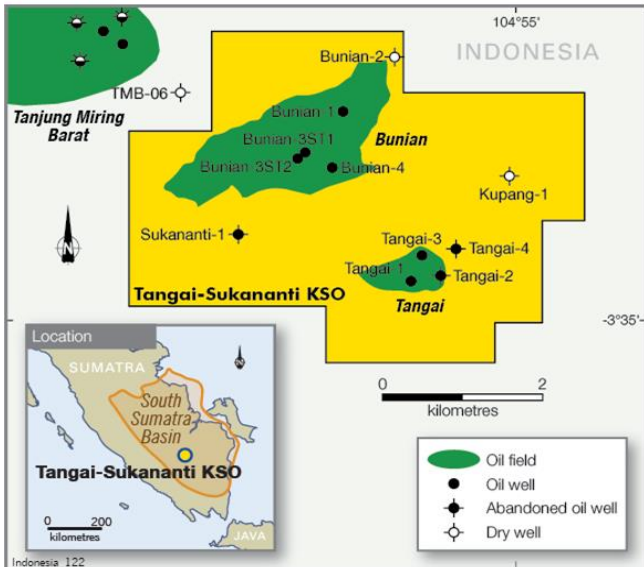 104°55'
INDONESIA
Bunian-2
TMB-06
Tanjung Miring
Barat
Bunian-1
Bunian
Bunian-3ST1
Bunian-3ST2
Bunian-4
Kupang-1
Sukananti-1
Tangai-3
Tangai-4
Tangai-1
Tangai-2
Tangai-Sukananti KSO
Tangai
-3°35'
Location
SUMATRA
South
Sumatra
Basin
Tangai-Sukananti KSO
0 200
kilometres
JAVA
0 2
kilometres
Oil field
Oil well
Abandoned oil well
Dry well
N
Indonesia 122